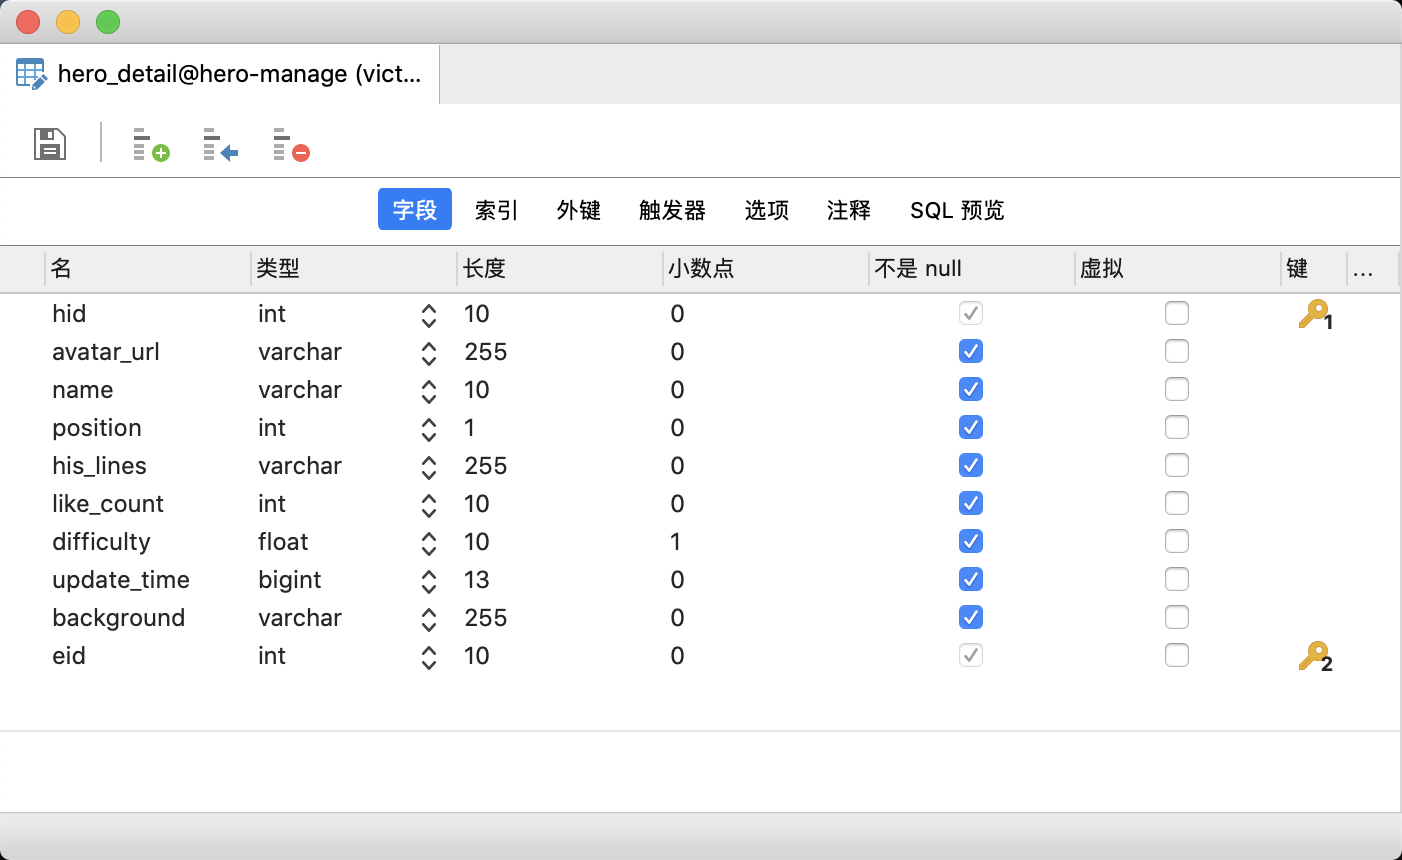 hero_detail@hero-manage (vict...
字段 索引 外键 触发器 选项 注释 SQL 预览
名 类型 长度 小数点 不是 null 虚拟 键 ...
hid int 10 0 1
avatar_url varchar 255 0
name varchar 10 0
position int 1 0
his_lines varchar 255 0
like_count int 10 0
difficulty float 10 1
update_time bigint 13 0
background varchar 255 0
eid int 10 0 2